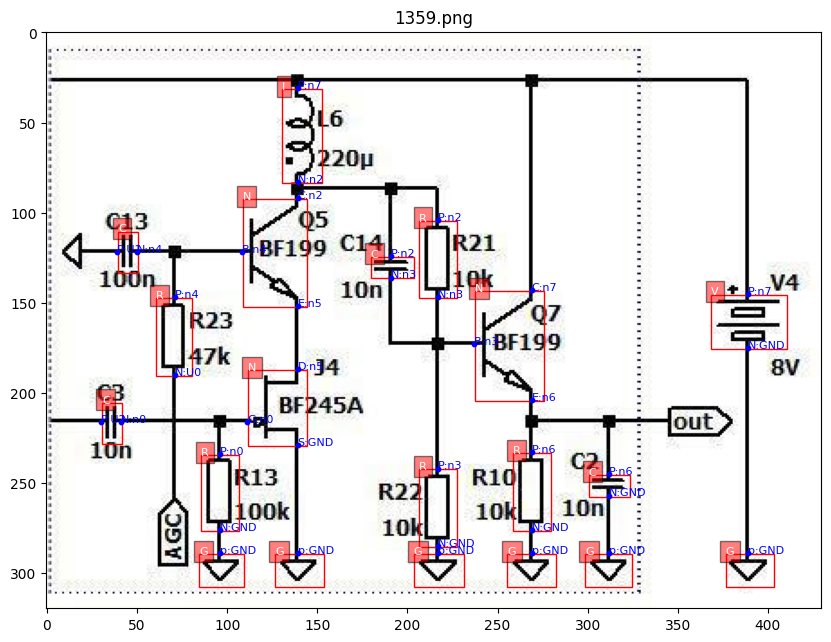 1359.png
0
50
100
150
200
250
300
0
50
100
150
200
250
300
350
400
L
P:n7
L6
220µ
N:n2
N
C:n2
Q5
BF199
E:n5
C13
C
N:n4
100n
R
P:n4
R23
47k
N:U0
C14
C
P:n2
N:n3
10n
R
P:n2
R21
10k
N:n3
N
C:n7
Q7
BF199
E:n6
V
P:n7
V4
N:GND
8V
N
D:n5
J4
BF245A
S:GND
C3
C
N:n0
10n
R
P:n0
R13
100k
N:GND
AGC
R
P:n3
R22
10k
N:GND
R
P:n6
R10
10k
N:GND
C2
C
P:n6
N:GND
10n
out
G
p:GND
G
p:GND
G
p:GND
G
p:GND
G
p:GND
G
p:GND